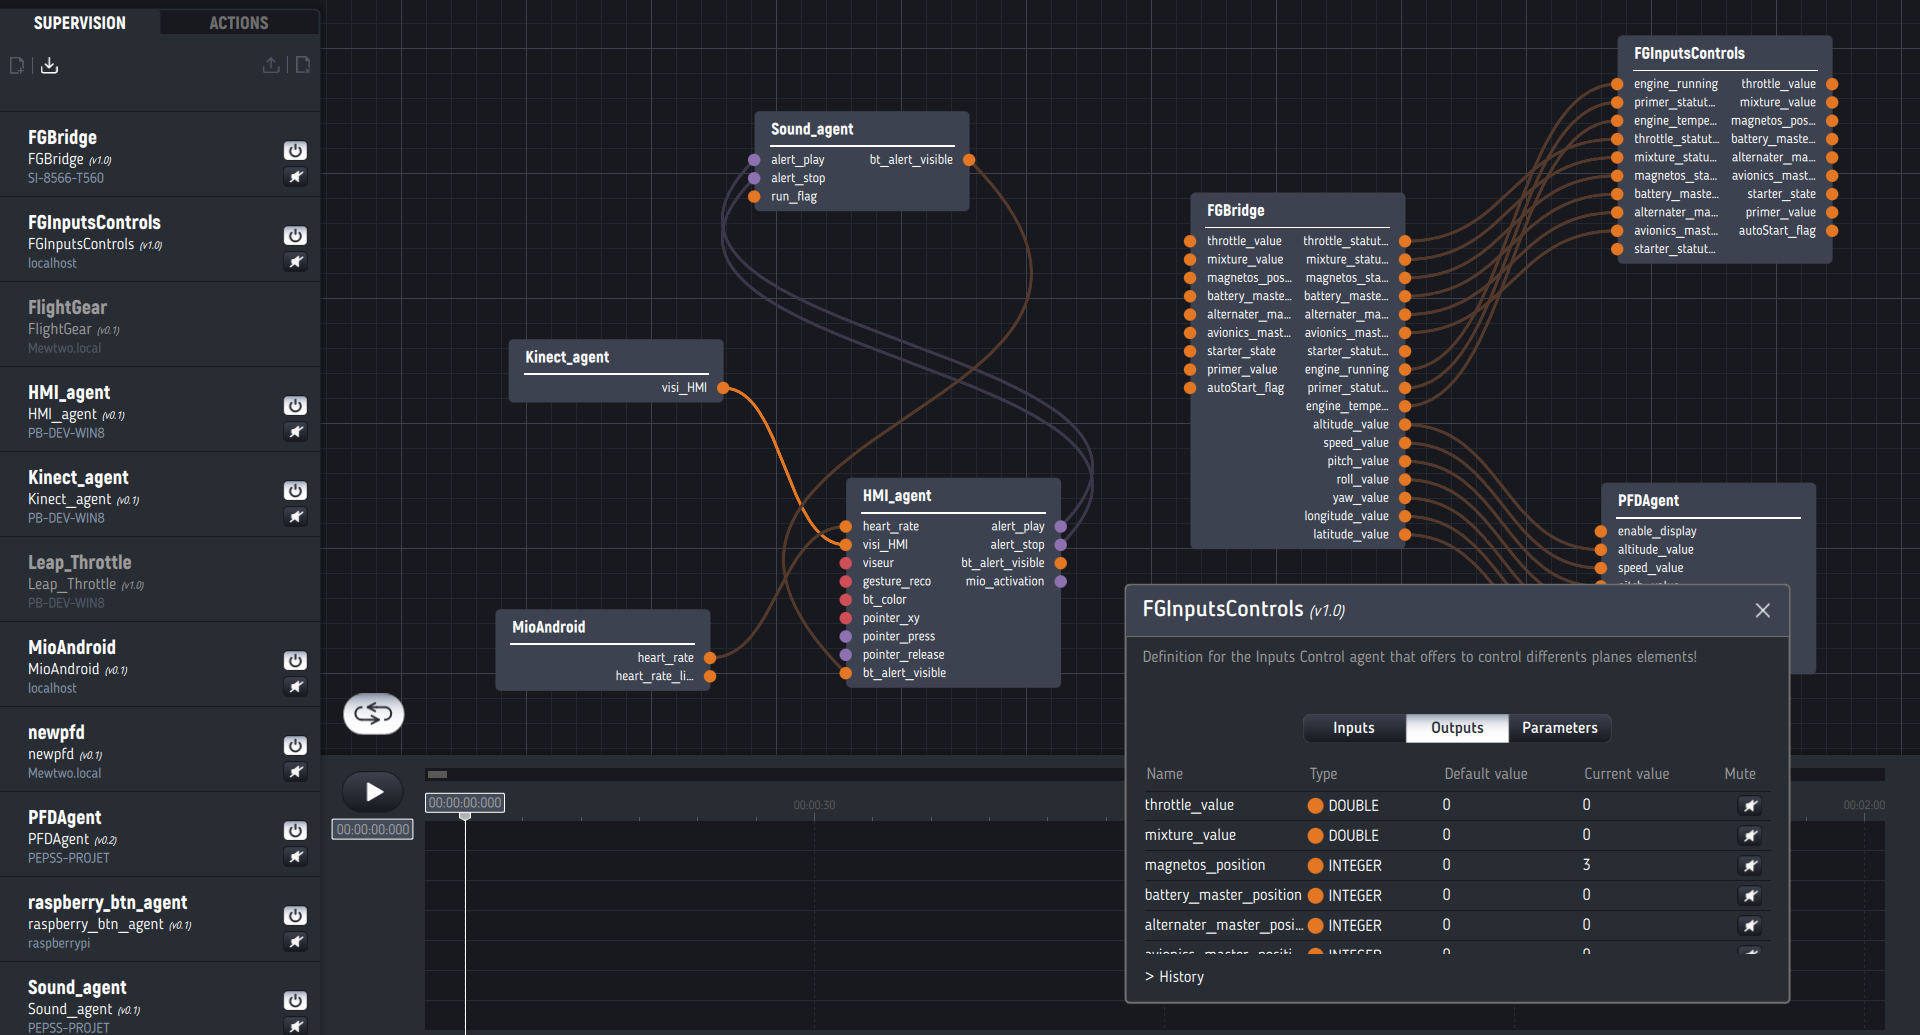 SUPERVISION
ACTIONS
FGBridge
FGBridge (v1.0)
SI-8566-T560
FGInputsControls
FGInputsControls (v1.0)
localhost
FlightGear
FlightGear (v0.1)
Mewtwo.local
HMI_agent
HMI_agent (v0.1)
PB-DEV-WIN8
Kinect_agent
Kinect_agent (v0.1)
PB-DEV-WIN8
Leap_Throttle
Leap_Throttle (v1.0)
PB-DEV-WIN8
MioAndroid
MioAndroid (v0.1)
localhost
newpfd
newpfd (v0.1)
Mewtwo.local
PFDAgent
PFDAgent (v0.2)
PEPSS-PROJET
raspberry_btn_agent
raspberry_btn_agent (v0.1)
raspberrypi
Sound_agent
Sound_agent (v0.1)
PEPSS-PROJET
Sound_agent
alert_play bt_alert_visible
alert_stop
run_flag
Kinect_agent
visi_HMI
MioAndroid
heart_rate
heart_rate_li...
HMI_agent
heart_rate alert_play
visi_HMI alert_stop
viseur bt_alert_visible
gesture_reco mio_activation
bt_color
pointer_xy
pointer_press
pointer_release
bt_alert_visible
FGBridge
throttle_value throttle_statut...
mixture_value mixture_statu...
magnetos_pos... magnetos_sta...
battery_maste... battery_maste...
alternater_ma... alternater_ma...
avionics_mast... avionics_mast...
starter_state starter_statut...
primer_value engine_running
autoStart_flag primer_statut...
engine_tempe...
altitude_value
speed_value
pitch_value
roll_value
yaw_value
longitude_value
latitude_value
FGInputsControls
engine_running throttle_value
primer_statut... mixture_value
engine_tempe... magnetos_pos...
throttle_statut... battery_maste...
mixture_statu... alternater_ma...
magnetos_sta... avionics_mast...
battery_maste... starter_state
alternater_ma... primer_value
avionics_mast... autoStart_flag
starter_statut...
PFDAgent
enable_display
altitude_value
speed_value
FGInputsControls (v1.0)
Definition for the Inputs Control agent that offers to control differents planes elements!
Inputs Outputs Parameters
Name Type Default value Current value Mute
throttle_value DOUBLE 0 0
mixture_value DOUBLE 0 0
magnetos_position INTEGER 0 3
battery_master_position INTEGER 0 0
alternater_master_posi... INTEGER 0 0
avionics_master_positi... INTEGER 0 0
> History
00:00:00:000
00:00:00:000
00:00:30
00:02:00